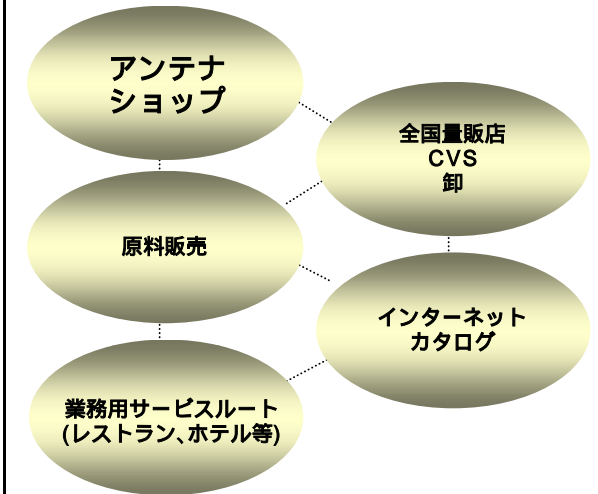 アンテナ
ショップ
全国量販店
CVS
卸
原料販売
インターネット
カタログ
業務用サービスルート
(レストラン、ホテル等)